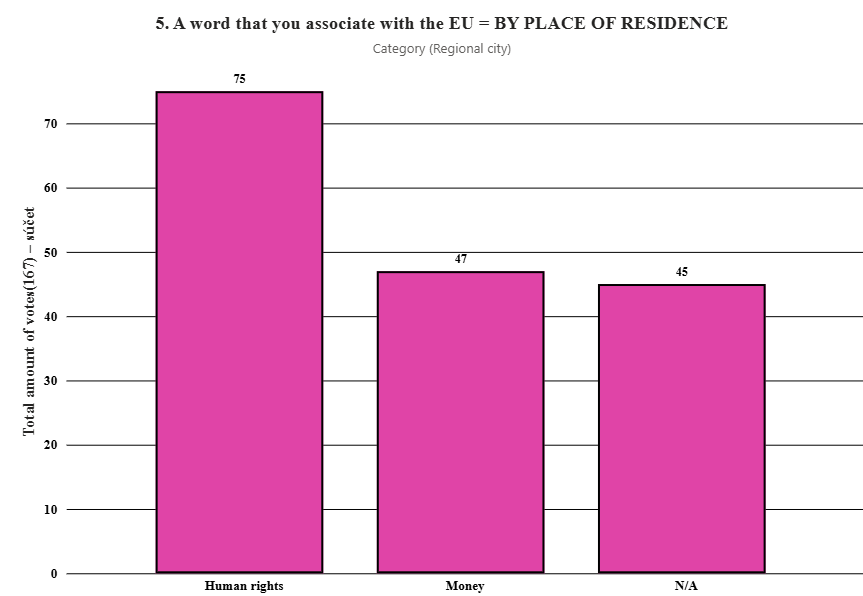 5. A word that you associate with the EU = BY PLACE OF RESIDENCE
Category (Regional city)
Total amount of votes(167) – súčet
75
70
60
50
47
45
40
30
20
10
0
Human rights
Money
N/A